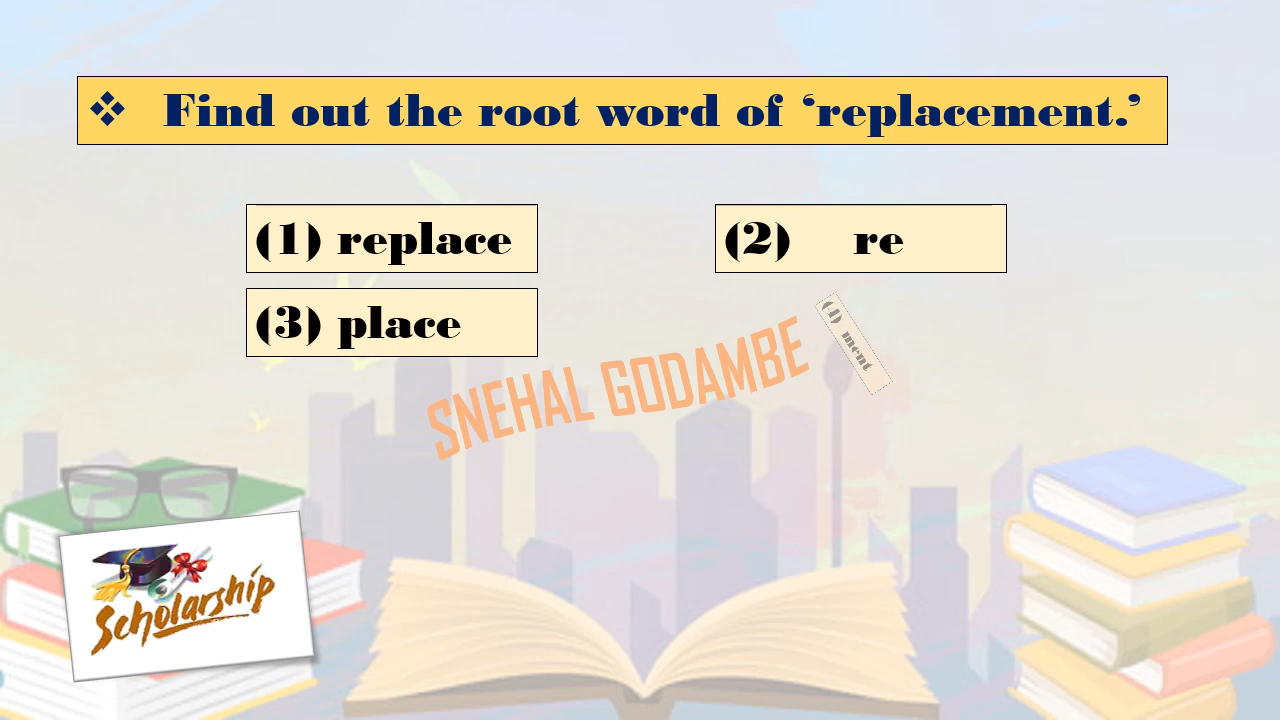 ❖ Find out the root word of ‘replacement.’
(1) replace
(2) re
(3) place
(4) ment
SNEHAL GODAMBE
Scholarship